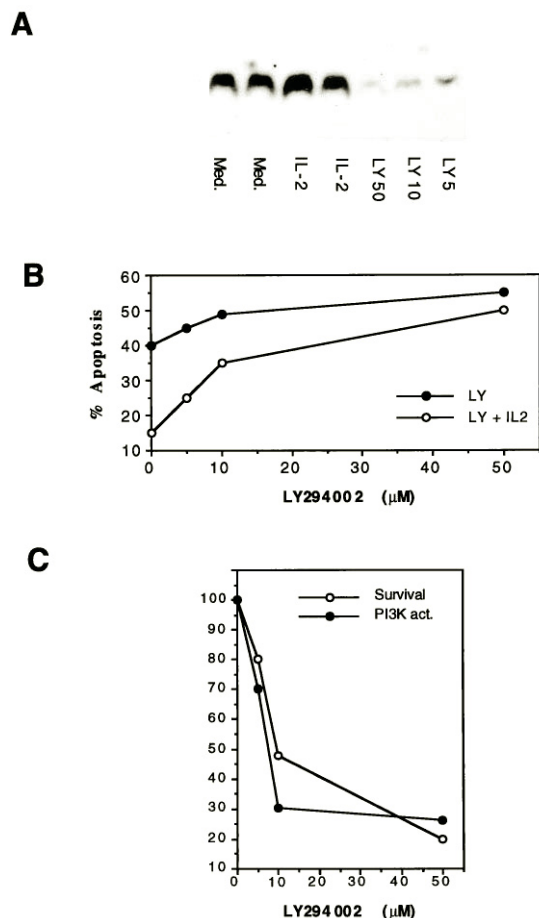 A
Med. Med. IL-2 IL-2 LY 50 LY 10 LY 5
B
60
50
40
30
20
10
% Apoptosis
LY
LY + IL2
0 10 20 30 40 50
LY294002 (μM)
C
100
90
80
70
60
50
40
30
20
10
Survival
PI3K act.
0 10 20 30 40 50
LY294002 (μM)